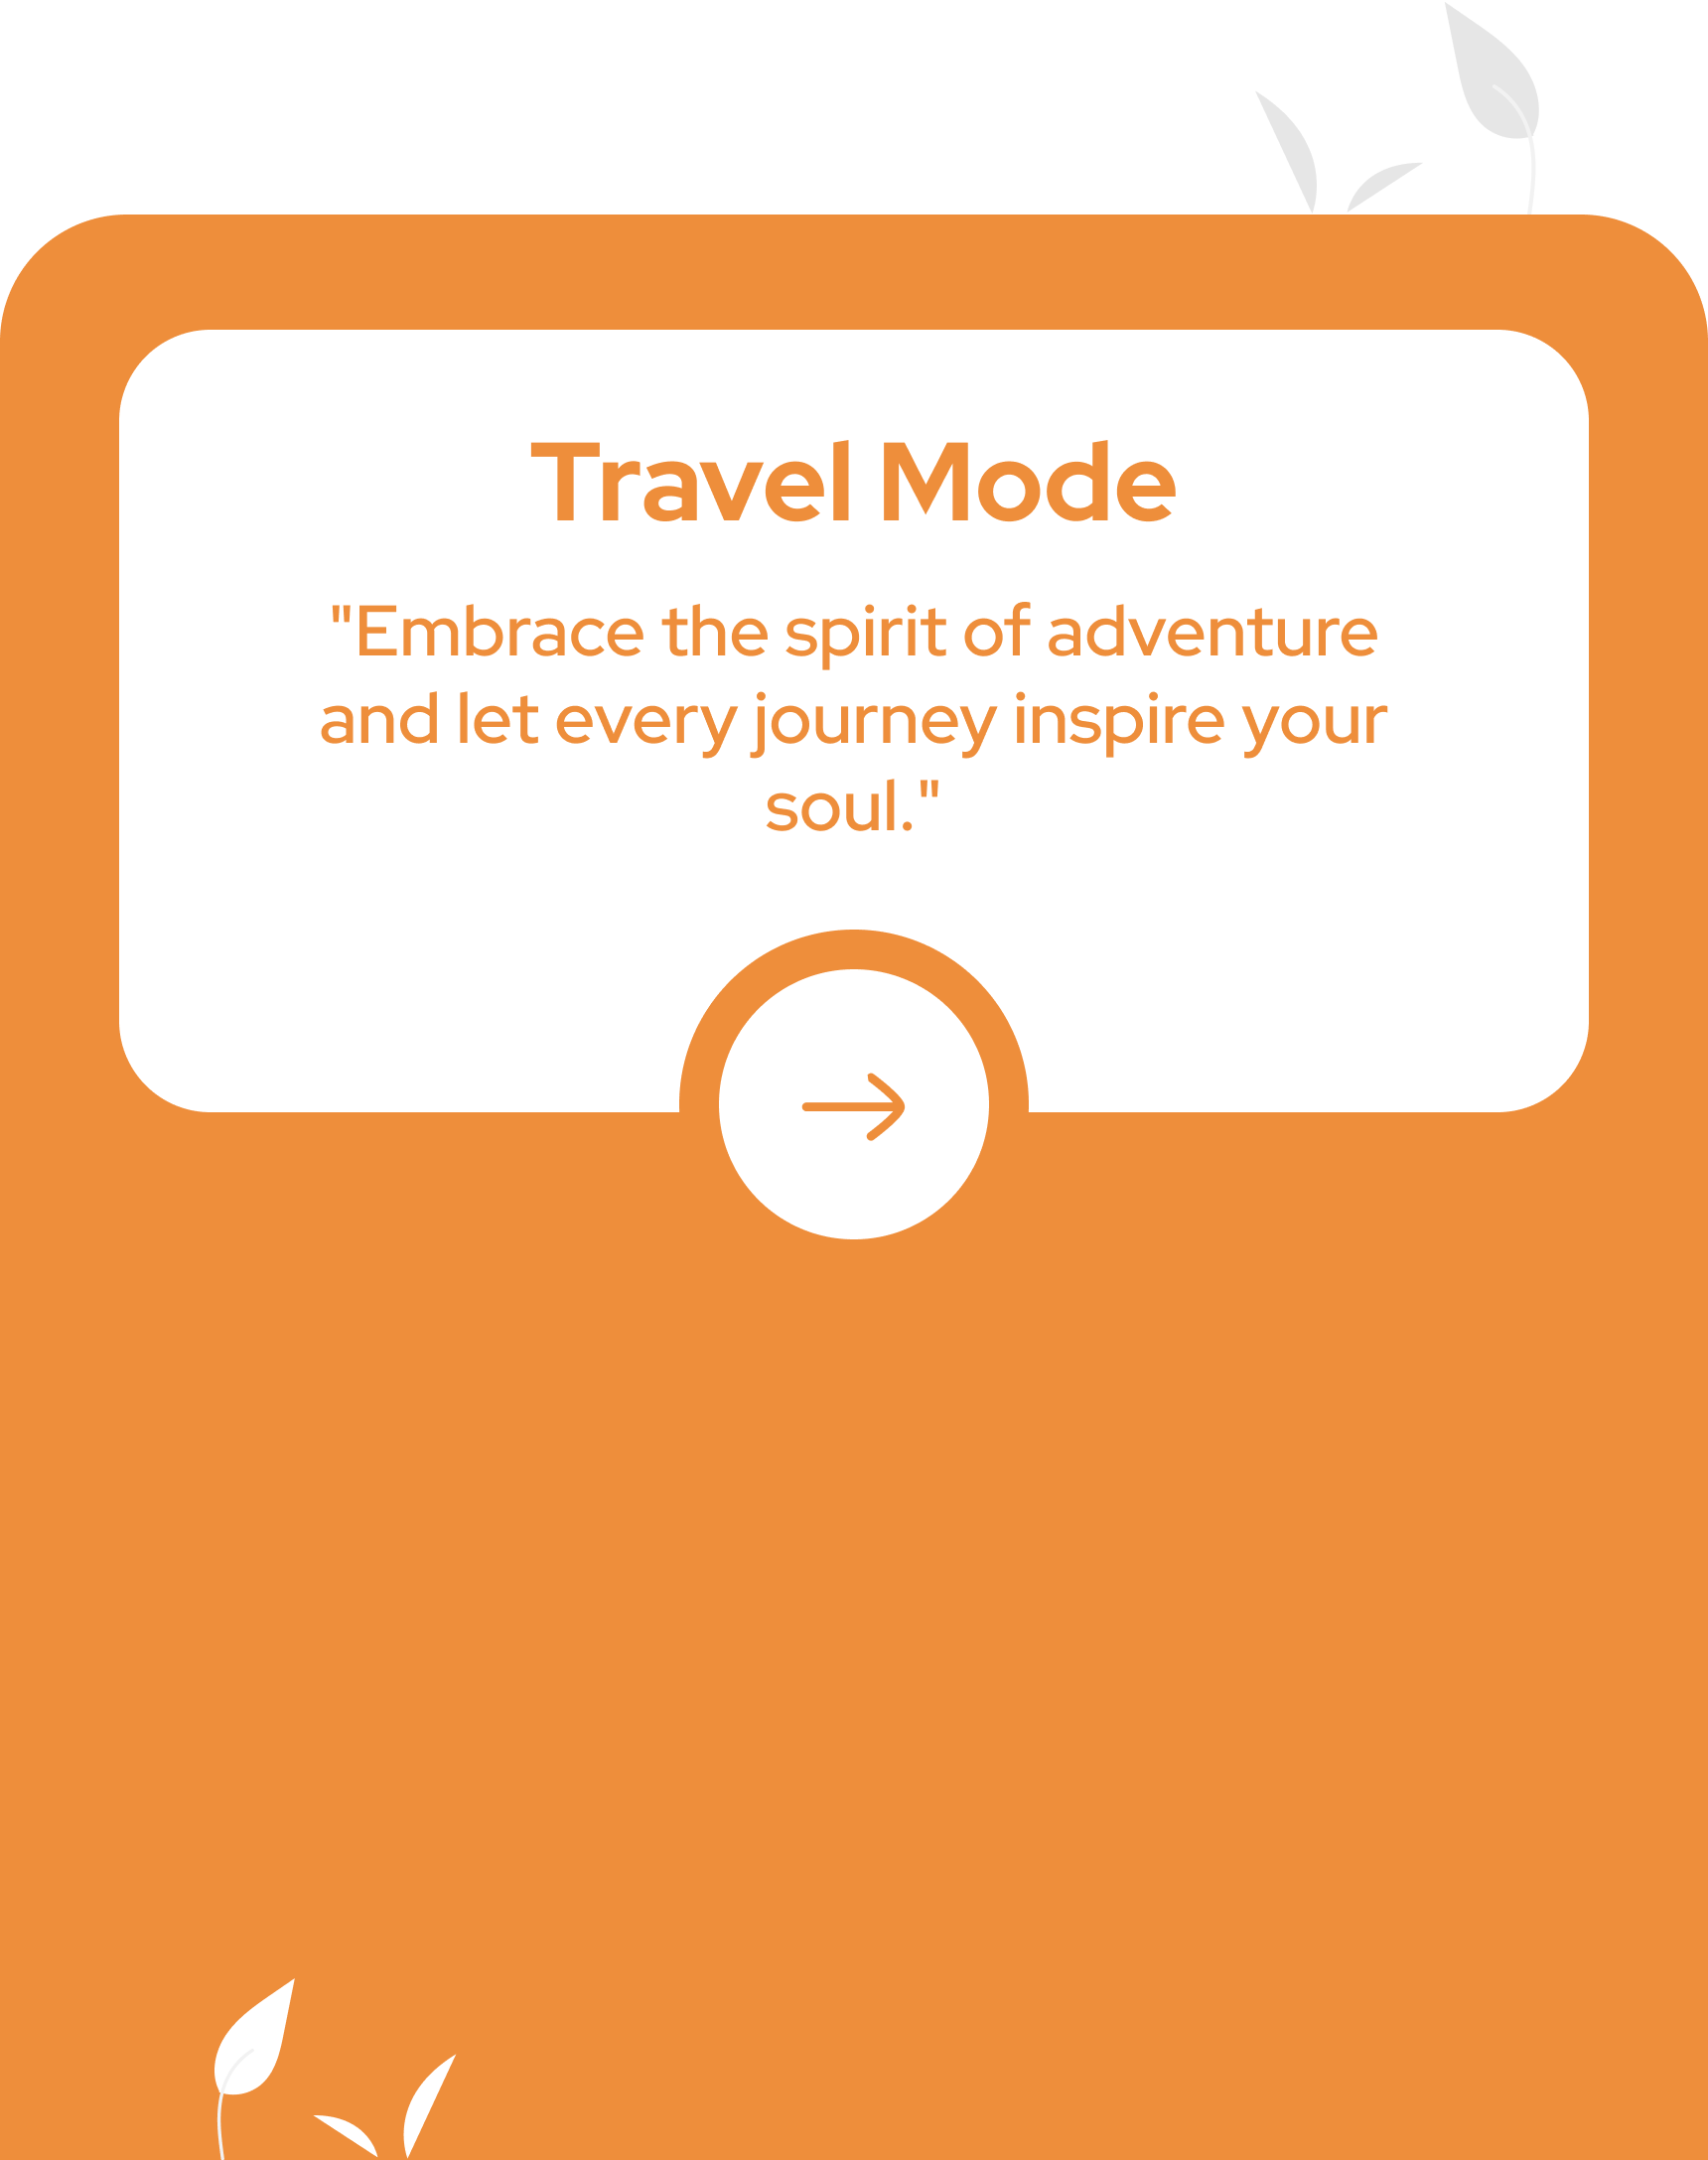 Travel Mode
"Embrace the spirit of adventure
and let every journey inspire your
soul."